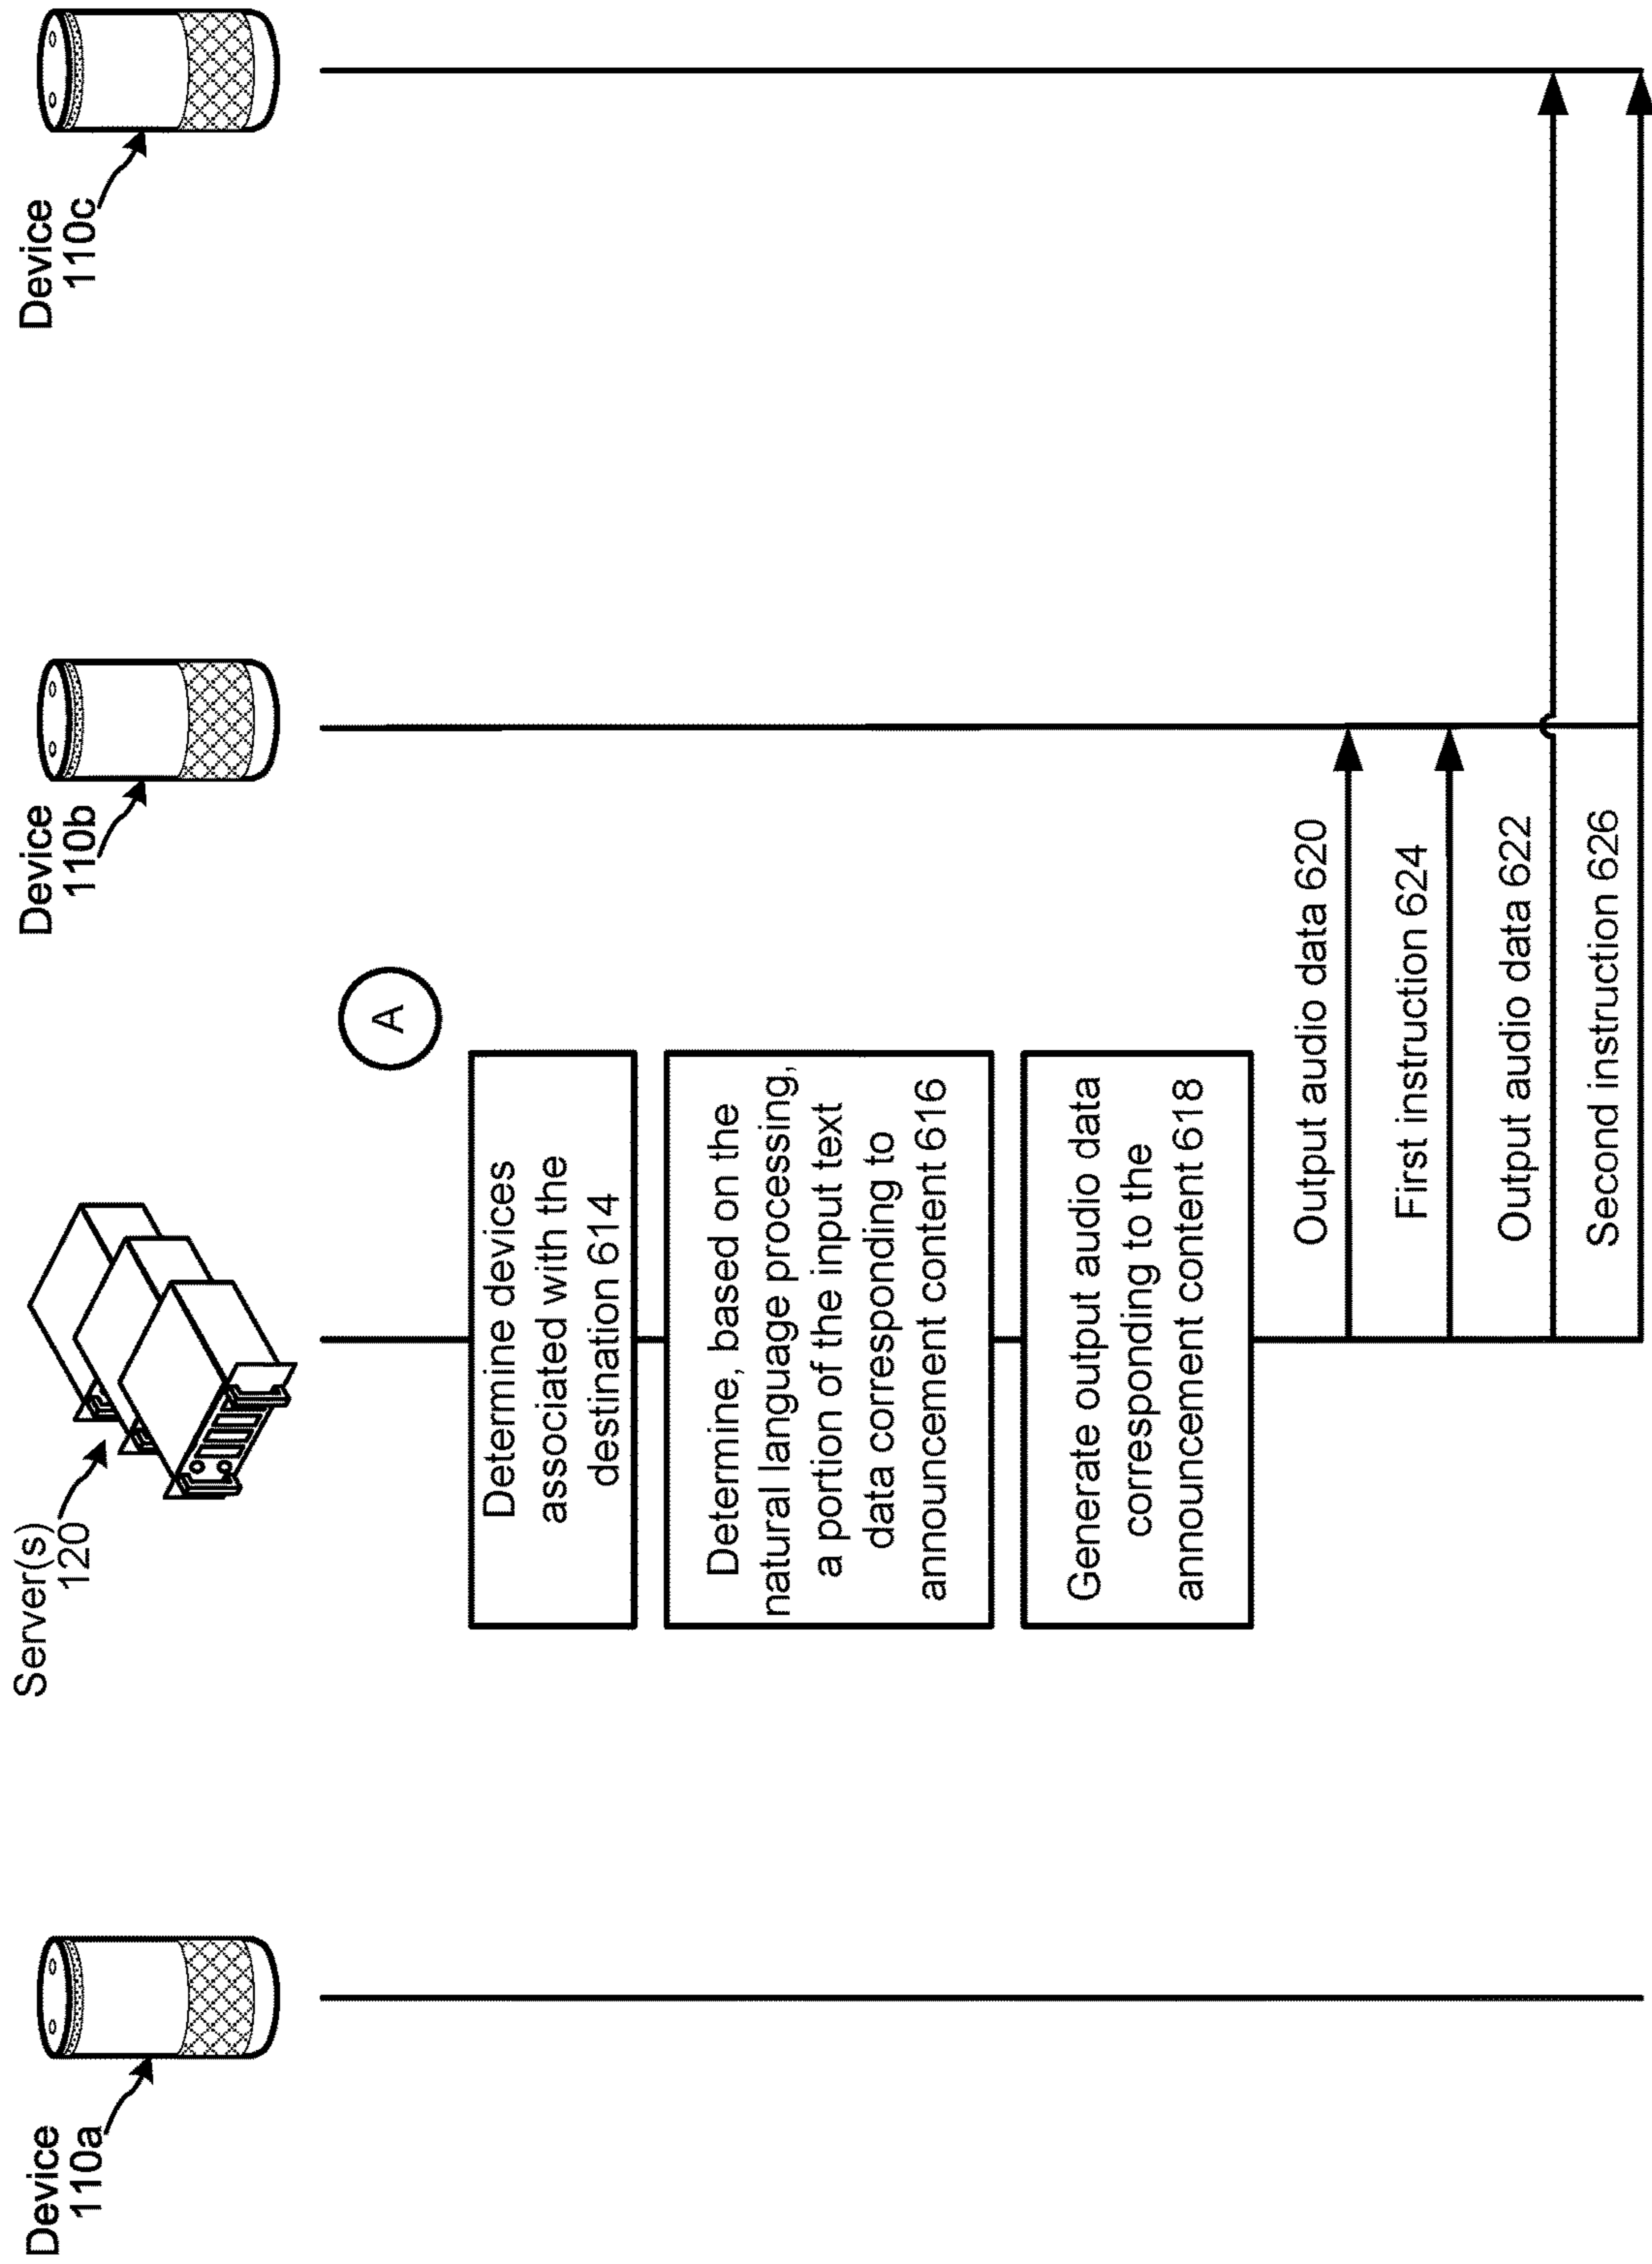 Device
110a
Server(s)
120
Device
110b
Device
110c
A
Determine devices
associated with the
destination 614
Determine, based on the
natural language processing,
a portion of the input text
data corresponding to
announcement content 616
Generate output audio data
corresponding to the
announcement content 618
Output audio data 620
First instruction 624
Output audio data 622
Second instruction 626